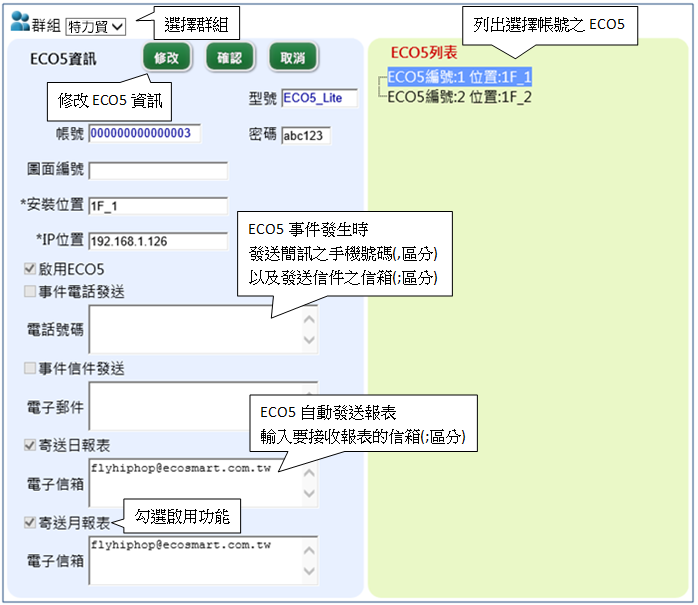 群組 特力貿
選擇群組
列出選擇帳號之 ECO5
ECO5資訊 修改 確認 取消
ECO5列表
修改 ECO5 資訊
型號 ECO5_Lite
ECO5編號:1 位置:1F_1
ECO5編號:2 位置:1F_2
帳號 000000000000003 密碼 abc123
圖面編號
*安裝位置 1F_1
*IP位置 192.168.1.126
ECO5 事件發生時
發送簡訊之手機號碼(,區分)
以及發送信件之信箱(;區分)
啟用ECO5
事件電話發送
電話號碼
事件信件發送
電子郵件
ECO5 自動發送報表
輸入要接收報表的信箱(;區分)
寄送日報表
電子信箱 flyhiphop@ecosmart.com.tw
寄送月報表
勾選啟用功能
電子信箱 flyhiphop@ecosmart.com.tw